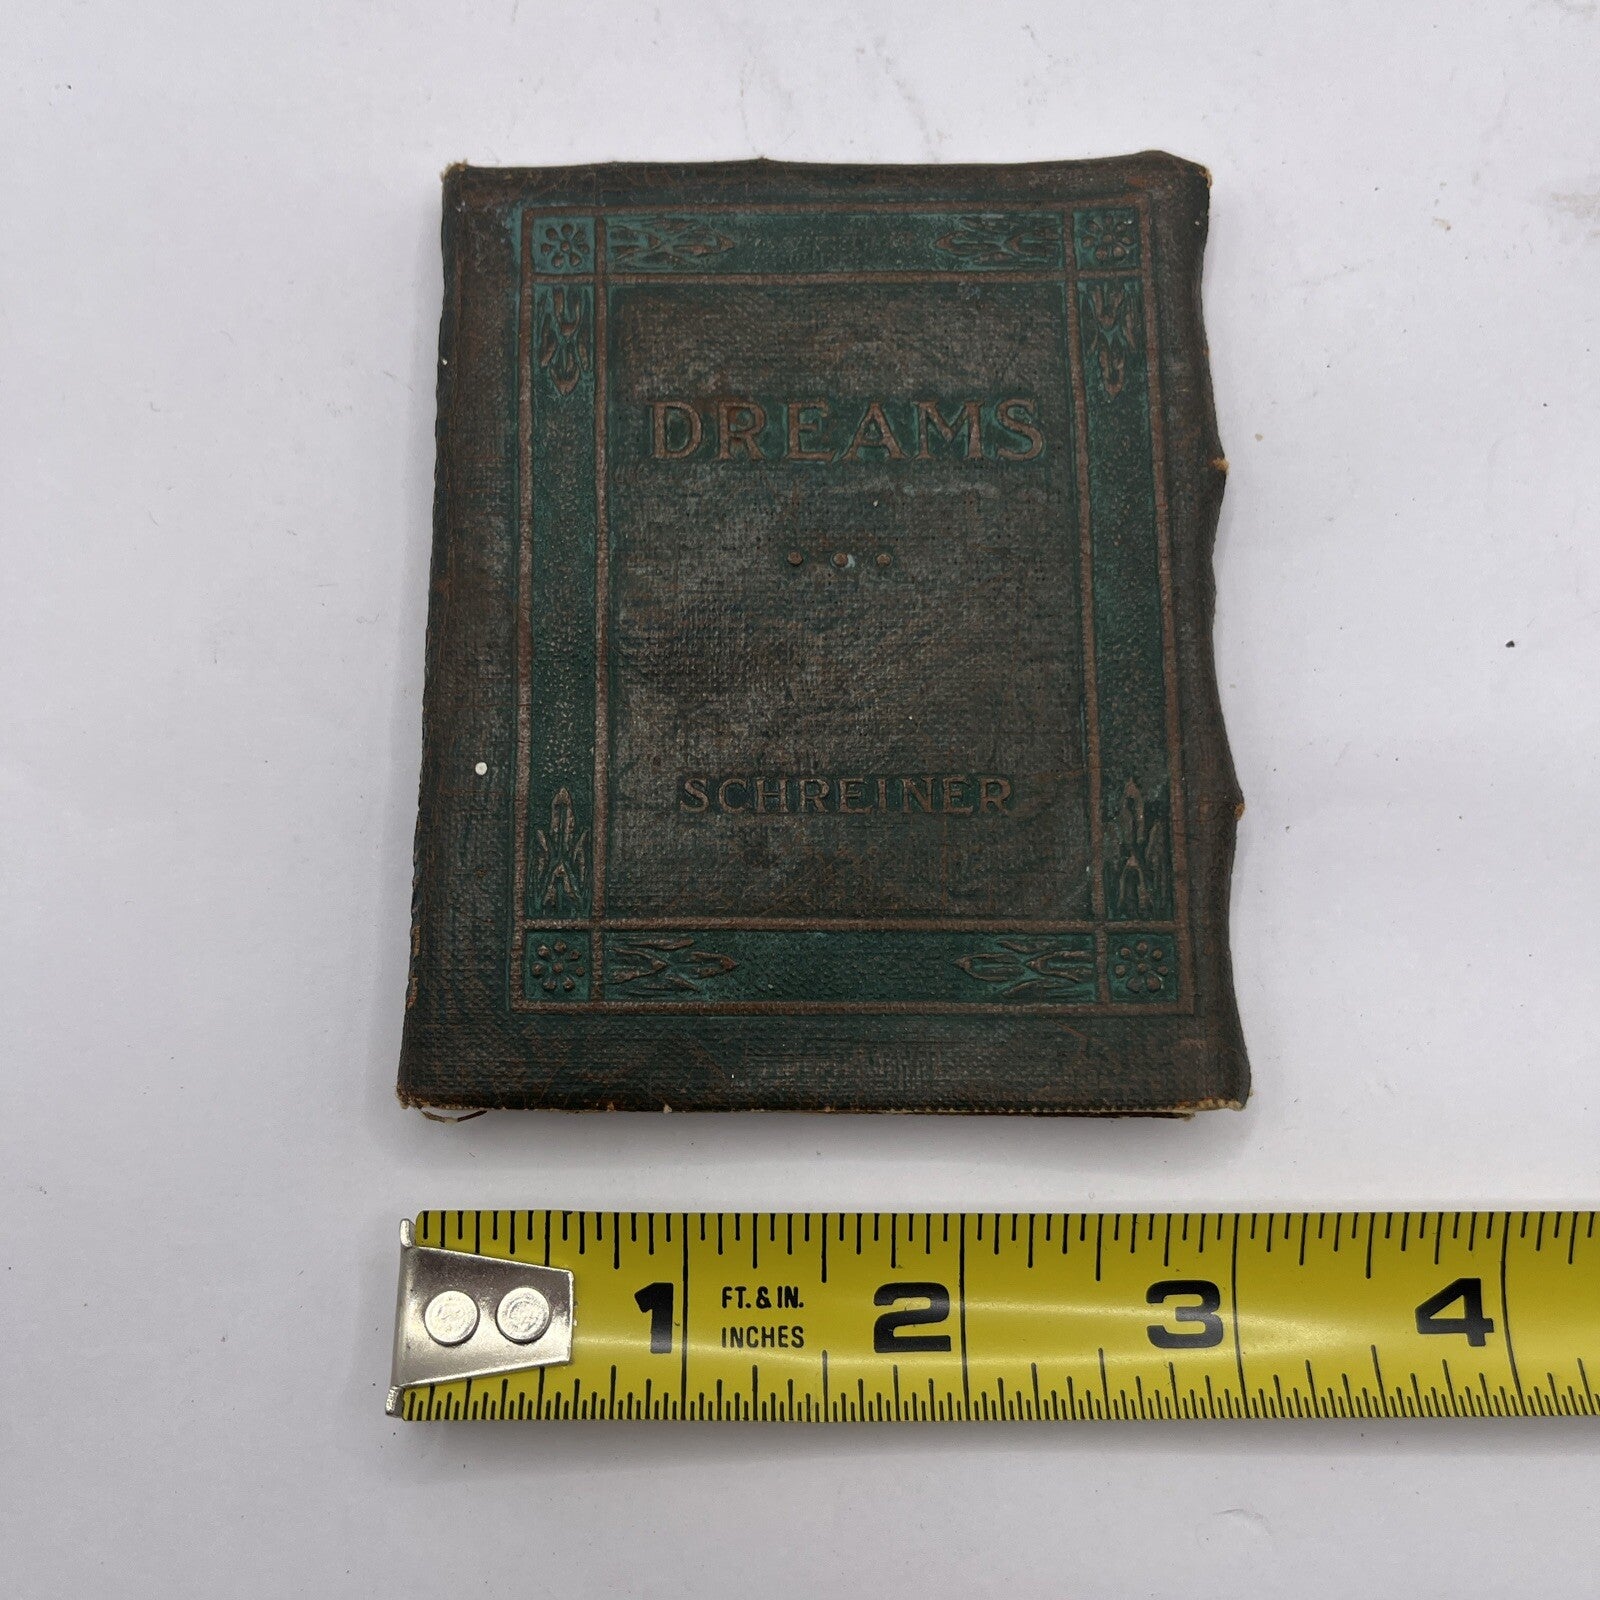 DREAMS
SCHREINER
1 FT. & IN. 2 3 4
INCHES